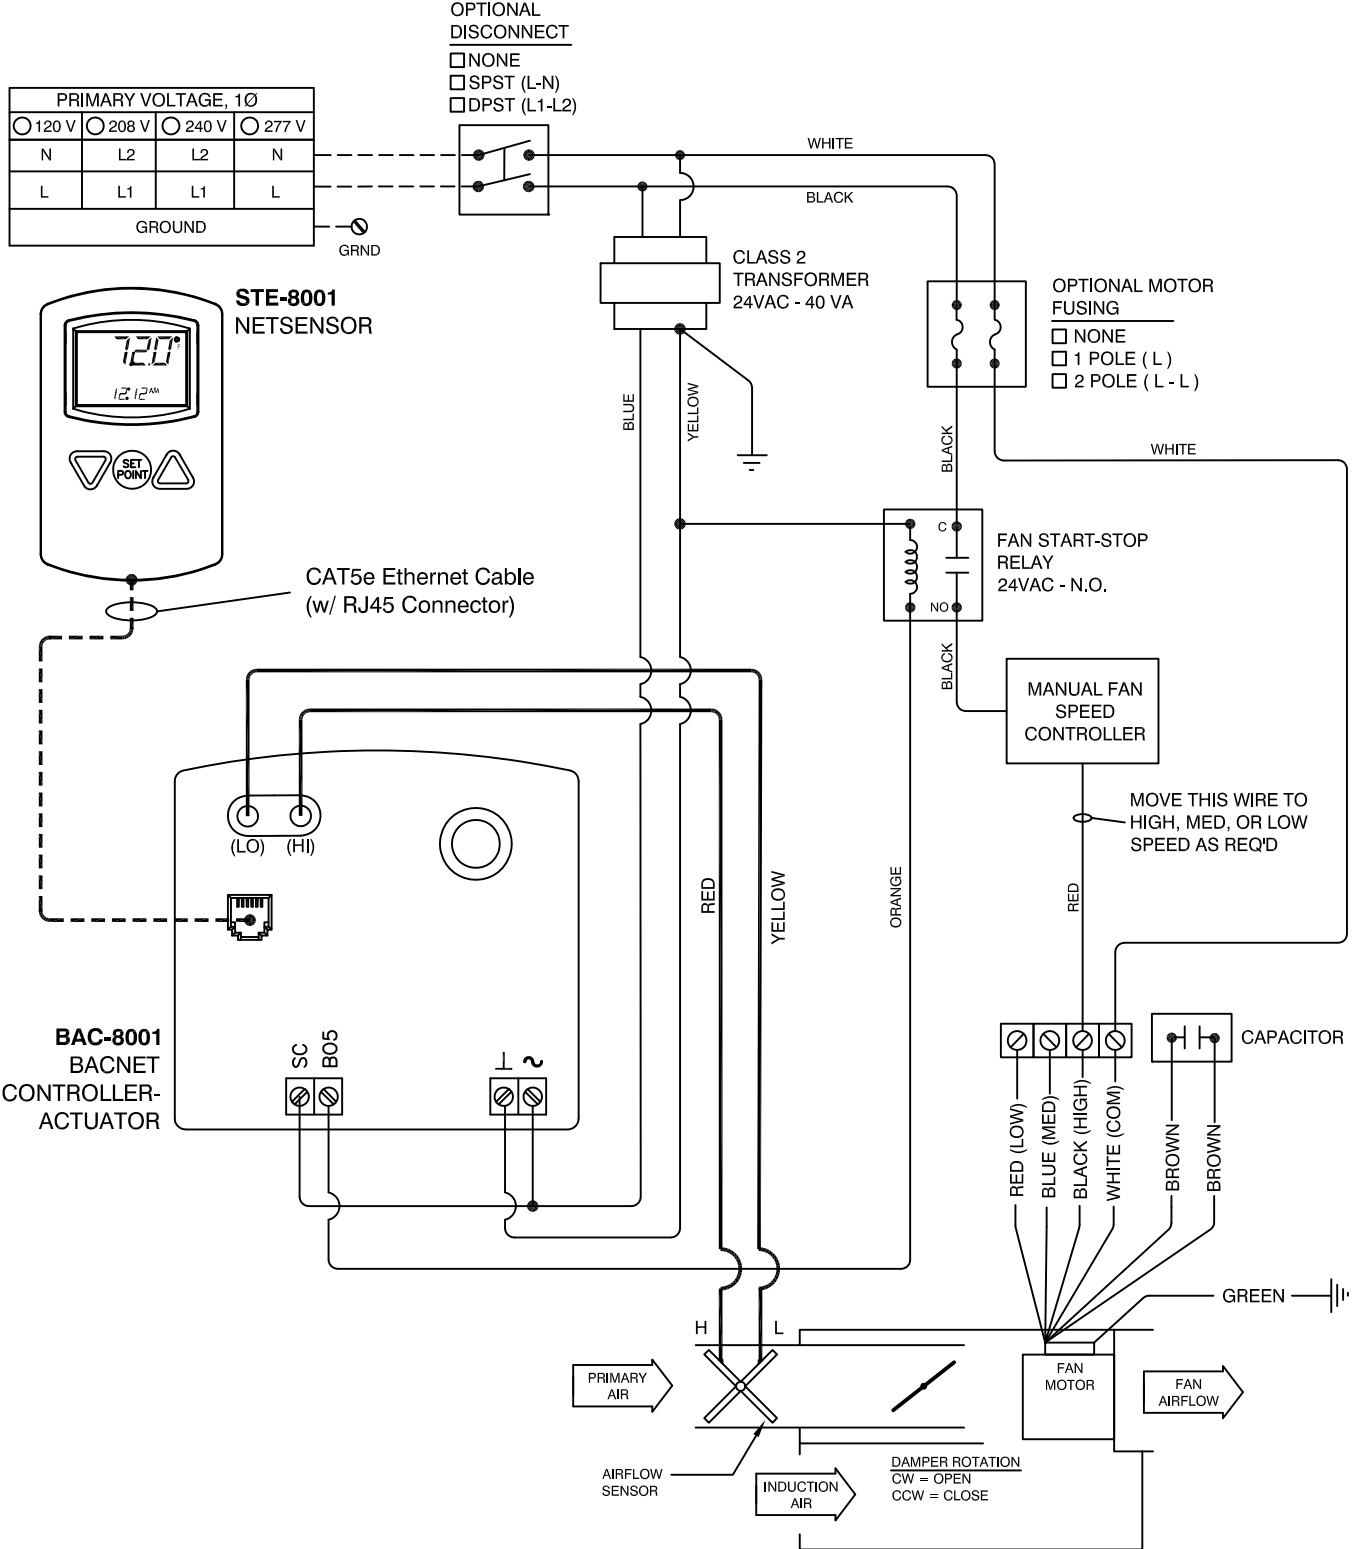 OPTIONAL
DISCONNECT
NONE
SPST (L-N)
DPST (L1-L2)
PRIMARY VOLTAGE, 1Ø
120 V 208 V 240 V 277 V
N L2 L2 N
L L1 L1 L
GROUND
GRND
WHITE
BLACK
CLASS 2
TRANSFORMER
24VAC - 40 VA
OPTIONAL MOTOR
FUSING
NONE
1 POLE ( L )
2 POLE ( L - L )
STE-8001
NETSENSOR
72.0°F
12:12 AM
SET
POINT
BLUE
YELLOW
BLACK
WHITE
C
NO
FAN START-STOP
RELAY
24VAC - N.O.
CAT5e Ethernet Cable
(w/ RJ45 Connector)
BLACK
MANUAL FAN
SPEED
CONTROLLER
MOVE THIS WIRE TO
HIGH, MED, OR LOW
SPEED AS REQ'D
(LO) (HI)
RED
YELLOW
ORANGE
RED
BAC-8001
BACNET
CONTROLLER-
ACTUATOR
SC
BO5
⊥ ~
CAPACITOR
RED (LOW)
BLUE (MED)
BLACK (HIGH)
WHITE (COM)
BROWN
BROWN
GREEN
H L
PRIMARY
AIR
FAN
MOTOR
FAN
AIRFLOW
AIRFLOW
SENSOR
INDUCTION
AIR
DAMPER ROTATION
CW = OPEN
CCW = CLOSE